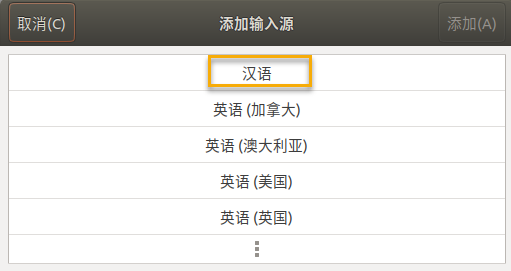 取消(C) 添加输入源 添加(A)
汉语
英语 (加拿大)
英语 (澳大利亚)
英语 (美国)
英语 (英国)